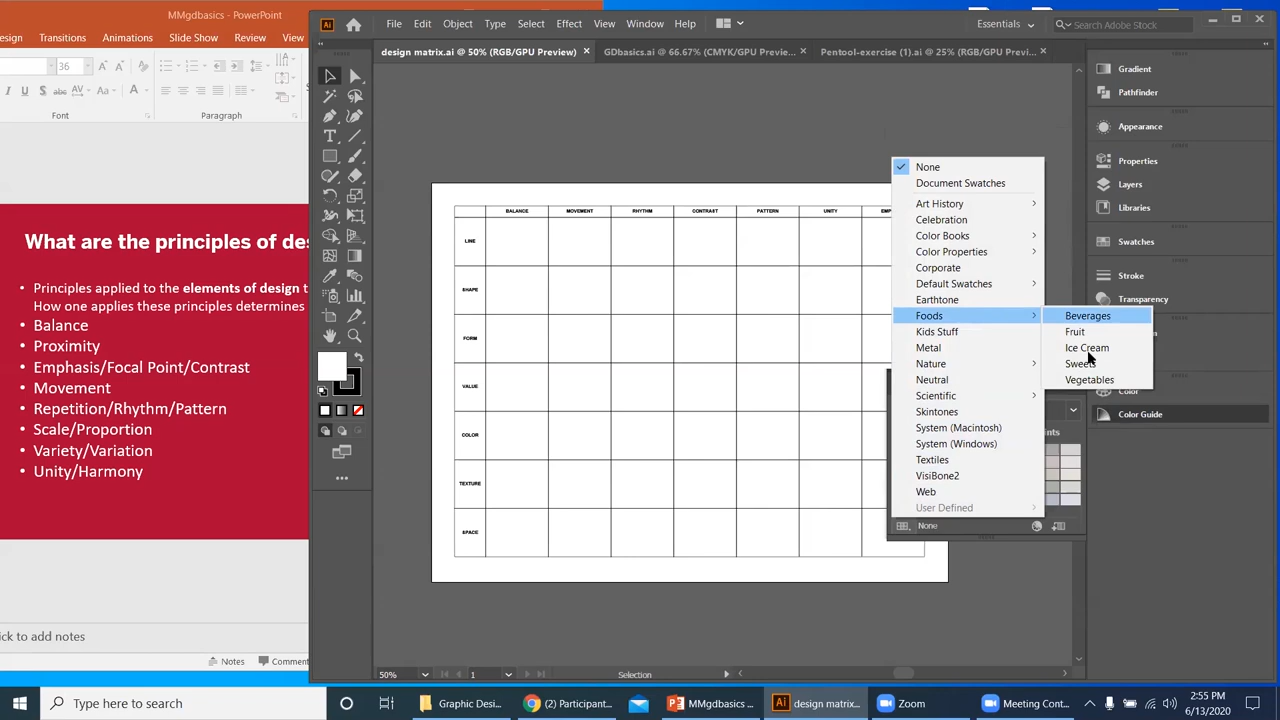 MMgdbasics - PowerPoint
esign Transitions Animations Slide Show Review View
36
Font
Paragraph
What are the principles of de
Principles applied to the elements of design t
How one applies these principles determines
Balance
Proximity
Emphasis/Focal Point/Contrast
Movement
Repetition/Rhythm/Pattern
Scale/Proportion
Variety/Variation
Unity/Harmony
ick to add notes
Notes
Comment
Ai
File Edit Object Type Select Effect View Window Help
Essentials
Search Adobe Stock
design matrix.ai @ 50% (RGB/GPU Preview)
GDbasics.ai @ 66.67% (CMYK/GPU Previe...
Pentool-exercise (1).ai @ 25% (RGB/GPU Previ...
BALANCE MOVEMENT RHYTHM CONTRAST PATTERN UNITY EMP
LINE
SHAPE
FORM
VALUE
COLOR
TEXTURE
SPACE
None
Document Swatches
Art History
Celebration
Color Books
Color Properties
Corporate
Default Swatches
Earthtone
Foods
Kids Stuff
Metal
Nature
Neutral
Scientific
Skintones
System (Macintosh)
System (Windows)
Textiles
VisiBone2
Web
User Defined
None
Beverages
Fruit
Ice Cream
Sweets
Vegetables
ints
Gradient
Pathfinder
Appearance
Properties
Layers
Libraries
Swatches
Stroke
Transparency
Color
Color Guide
50%
1
Selection
Type here to search
Graphic Desi...
(2) Participant...
MMgdbasics ...
design matrix...
Zoom
Meeting Cont...
2:55 PM
6/13/2020